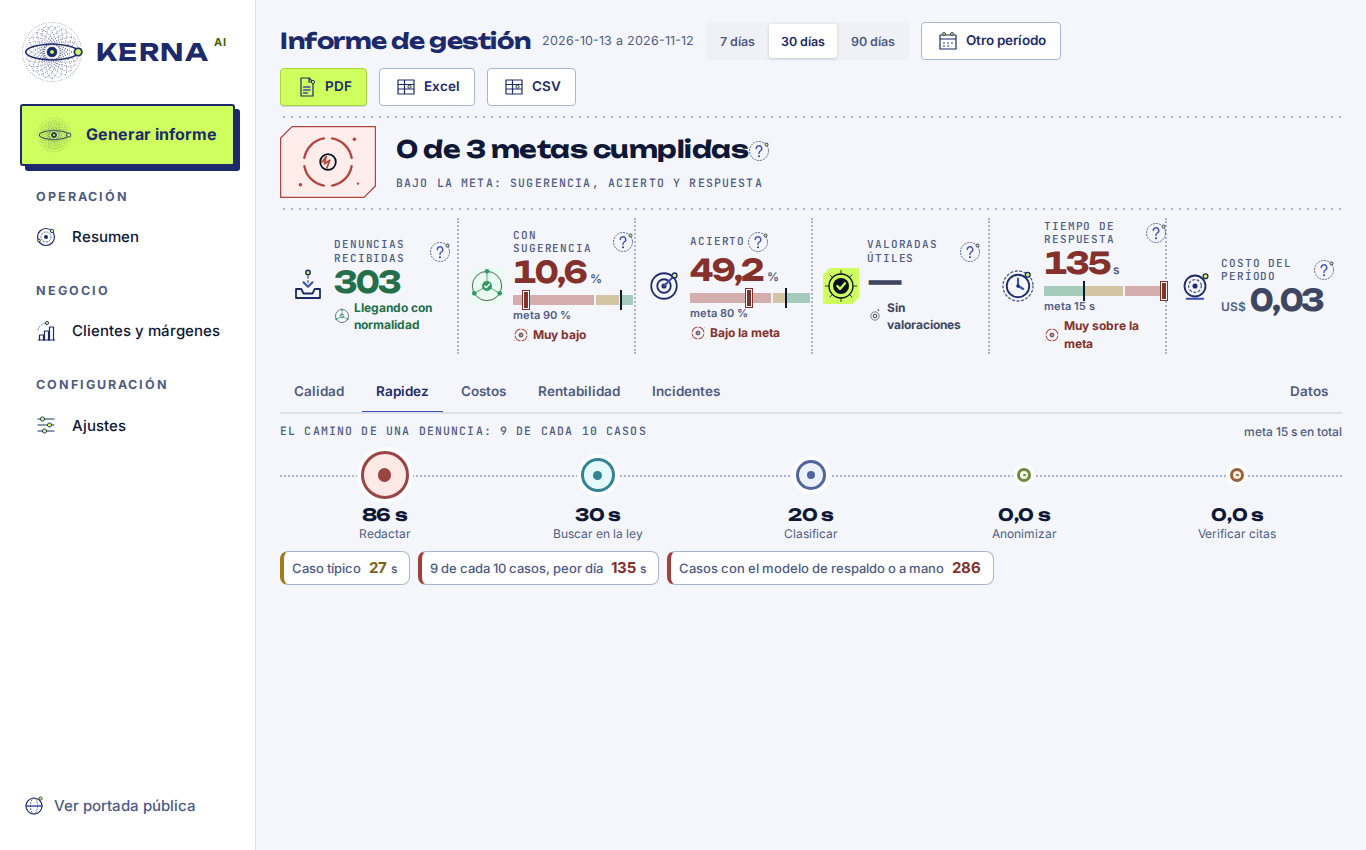 KERNA AI
Generar informe
OPERACIÓN
Resumen
NEGOCIO
Clientes y márgenes
CONFIGURACIÓN
Ajustes
Ver portada pública
Informe de gestión 2026-10-13 a 2026-11-12 7 días 30 días 90 días Otro período
PDF Excel CSV
0 de 3 metas cumplidas ?
BAJO LA META: SUGERENCIA, ACIERTO Y RESPUESTA
DENUNCIAS
RECIBIDAS ?
303
Llegando con
normalidad
CON
SUGERENCIA ?
10,6 %
meta 90 %
Muy bajo
ACIERTO ?
49,2 %
meta 80 %
Bajo la meta
VALORADAS
ÚTILES ?
—
Sin
valoraciones
TIEMPO DE
RESPUESTA ?
135 s
meta 15 s
Muy sobre la
meta
COSTO DEL
PERÍODO ?
US$ 0,03
Calidad Rapidez Costos Rentabilidad Incidentes Datos
EL CAMINO DE UNA DENUNCIA: 9 DE CADA 10 CASOS meta 15 s en total
86 s 30 s 20 s 0,0 s 0,0 s
Redactar Buscar en la ley Clasificar Anonimizar Verificar citas
Caso típico 27 s 9 de cada 10 casos, peor día 135 s Casos con el modelo de respaldo o a mano 286